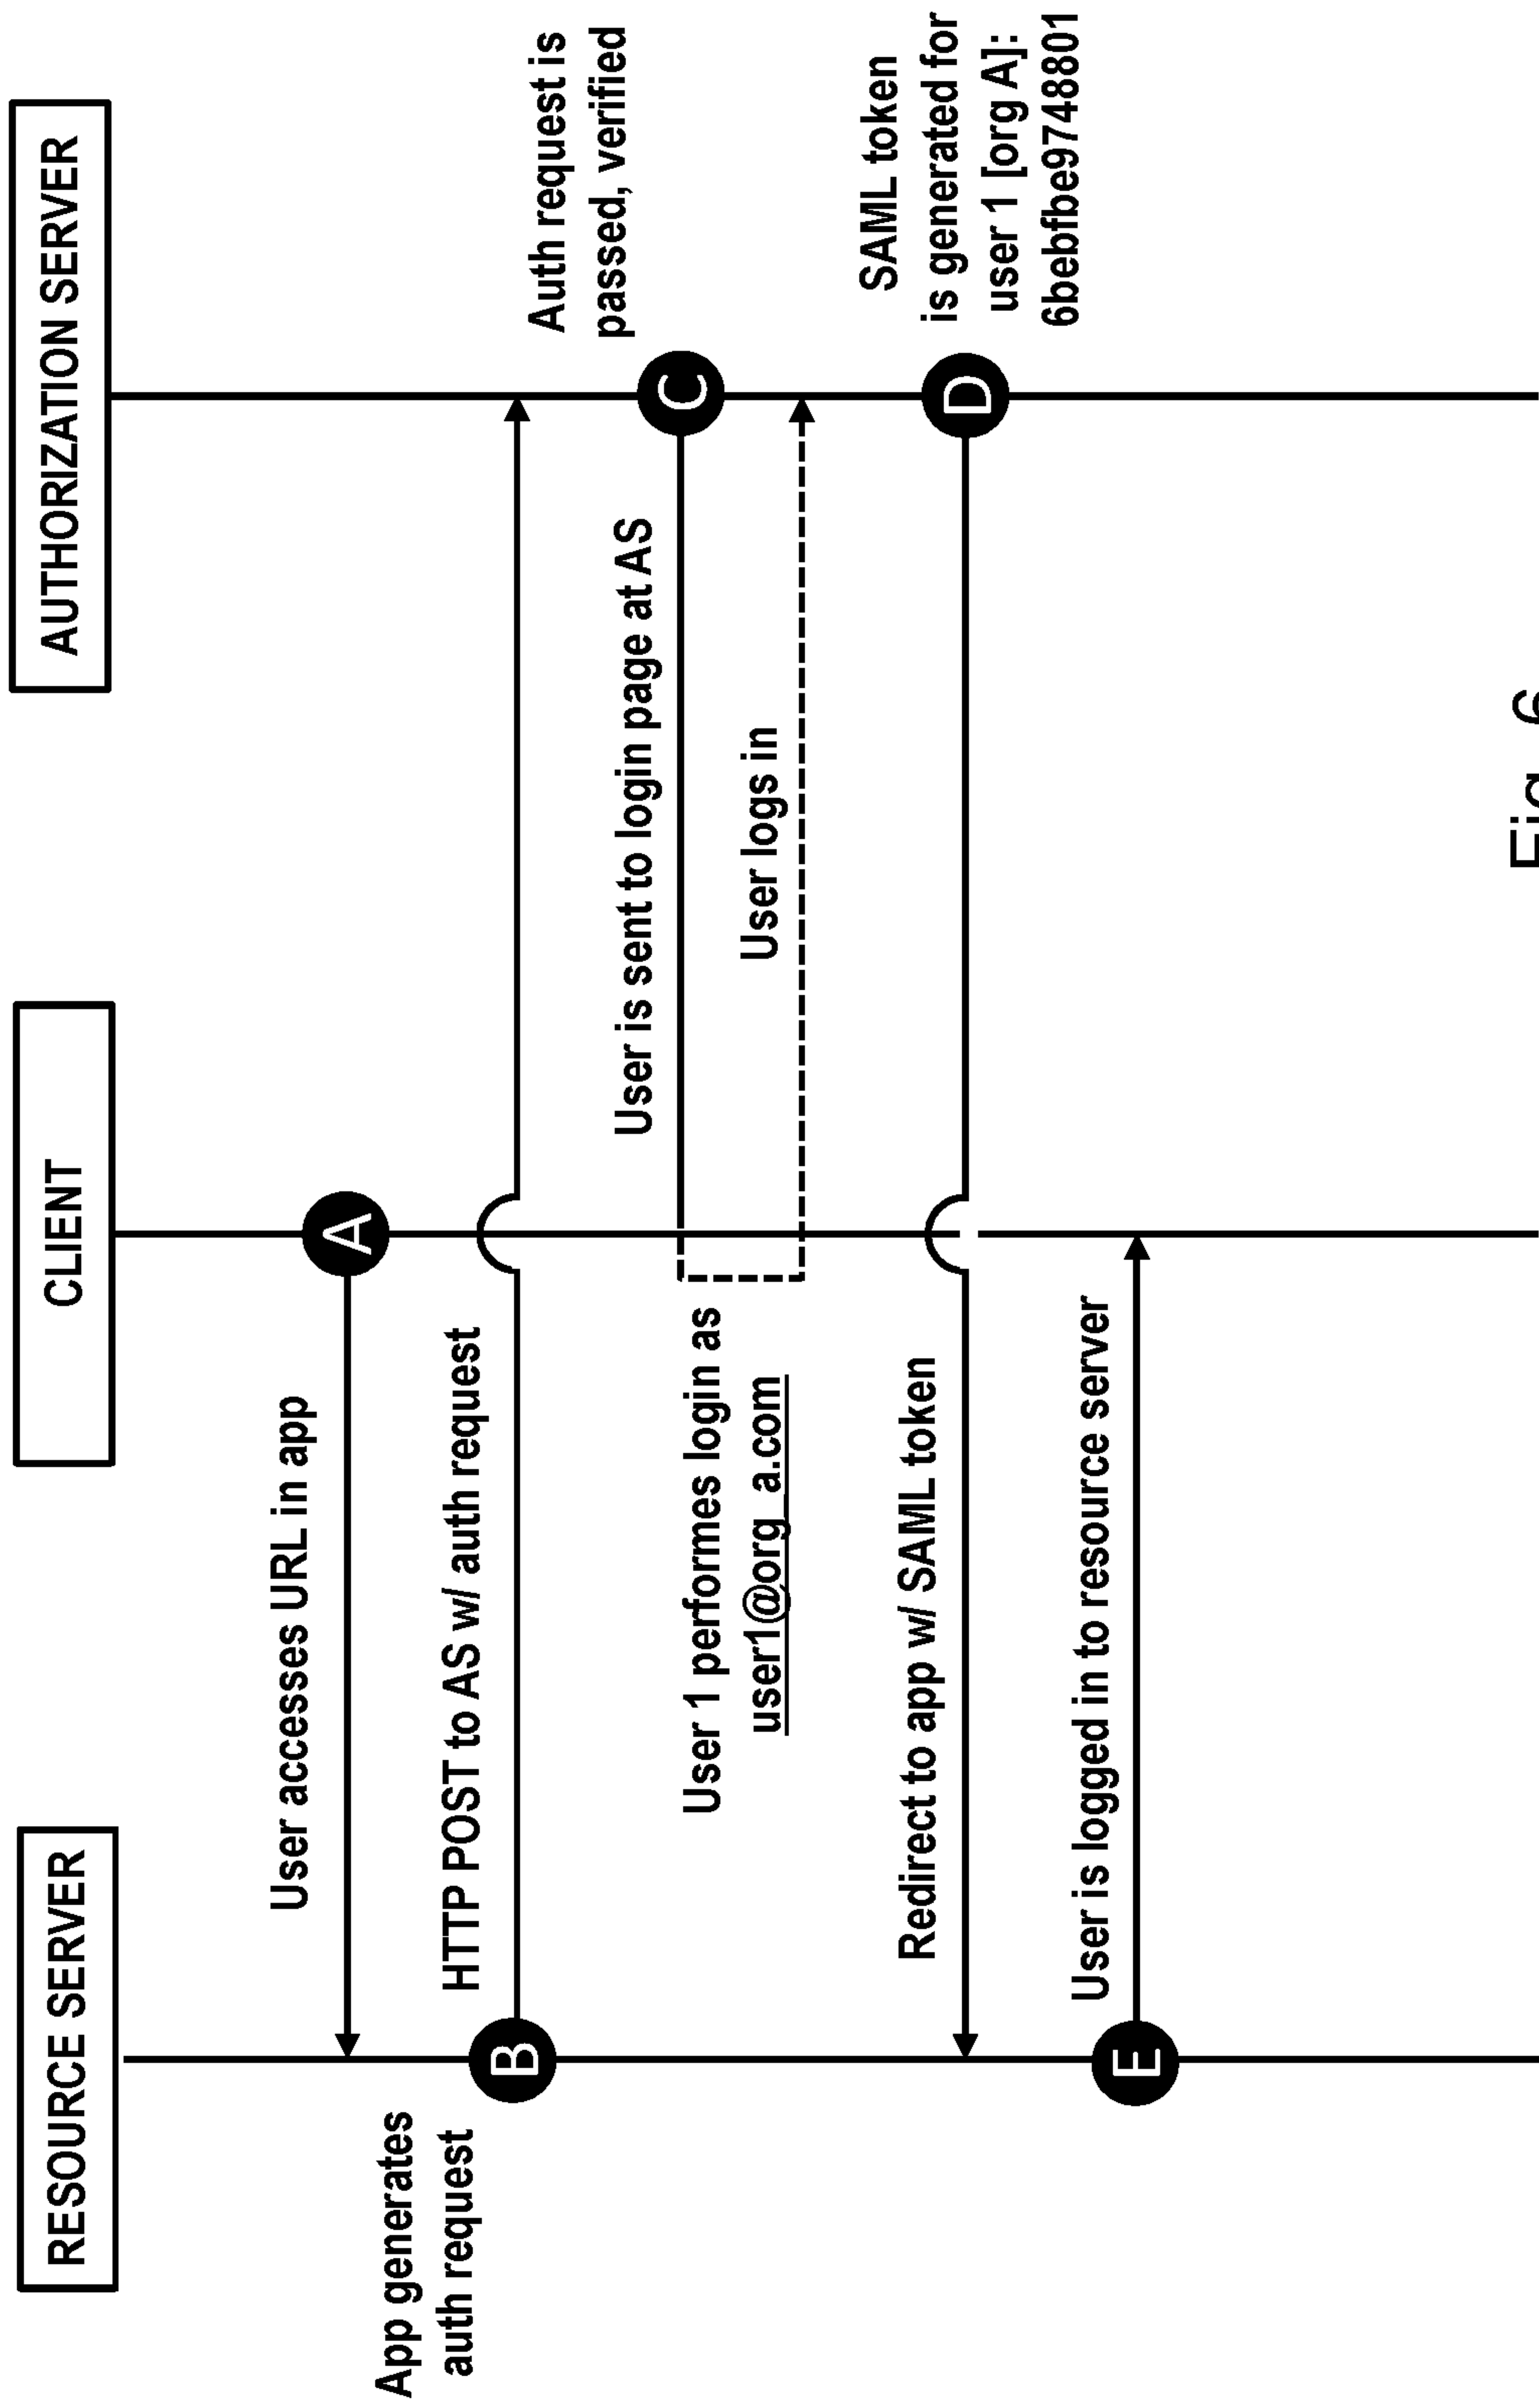 RESOURCE SERVER
CLIENT
AUTHORIZATION SERVER
User accesses URL in app
A
App generates
auth request
HTTP POST to AS w/ auth request
B
Auth request is
passed, verified
User is sent to login page at AS
C
User 1 performes login as
user1@org_a.com
User logs in
SAML token
is generated for
user 1 [org A]:
6bebfbe9748801
Redirect to app w/ SAML token
D
User is logged in to resource server
E
Fig. 6